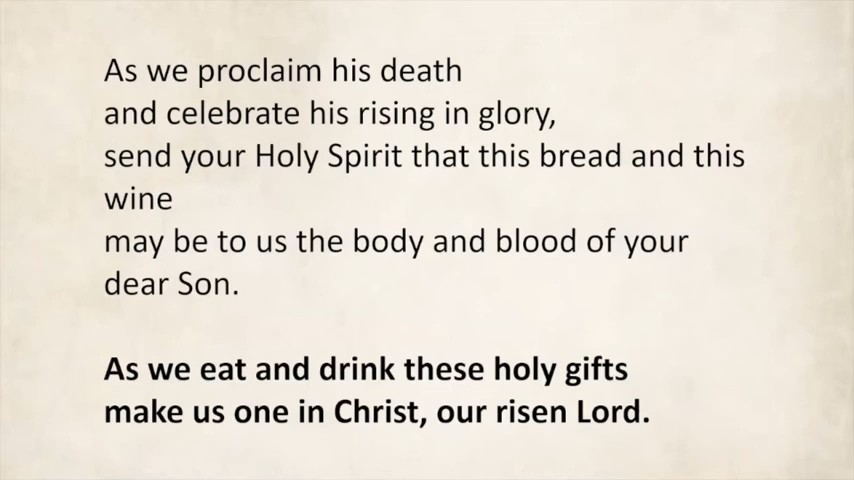 As we proclaim his death
and celebrate his rising in glory,
send your Holy Spirit that this bread and this
wine
may be to us the body and blood of your
dear Son.
As we eat and drink these holy gifts
make us one in Christ, our risen Lord.